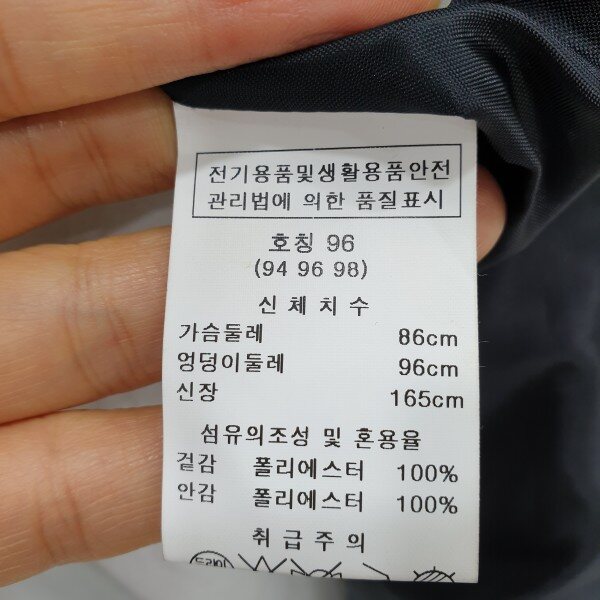 전기용품및생활용품안전
관리법에 의한 품질표시
호칭 96
(94 96 98)
신체치수
가슴둘레 86cm
엉덩이둘레 96cm
신장 165cm
섬유의조성 및 혼용율
겉감 폴리에스터 100%
안감 폴리에스터 100%
취급주의
드라이